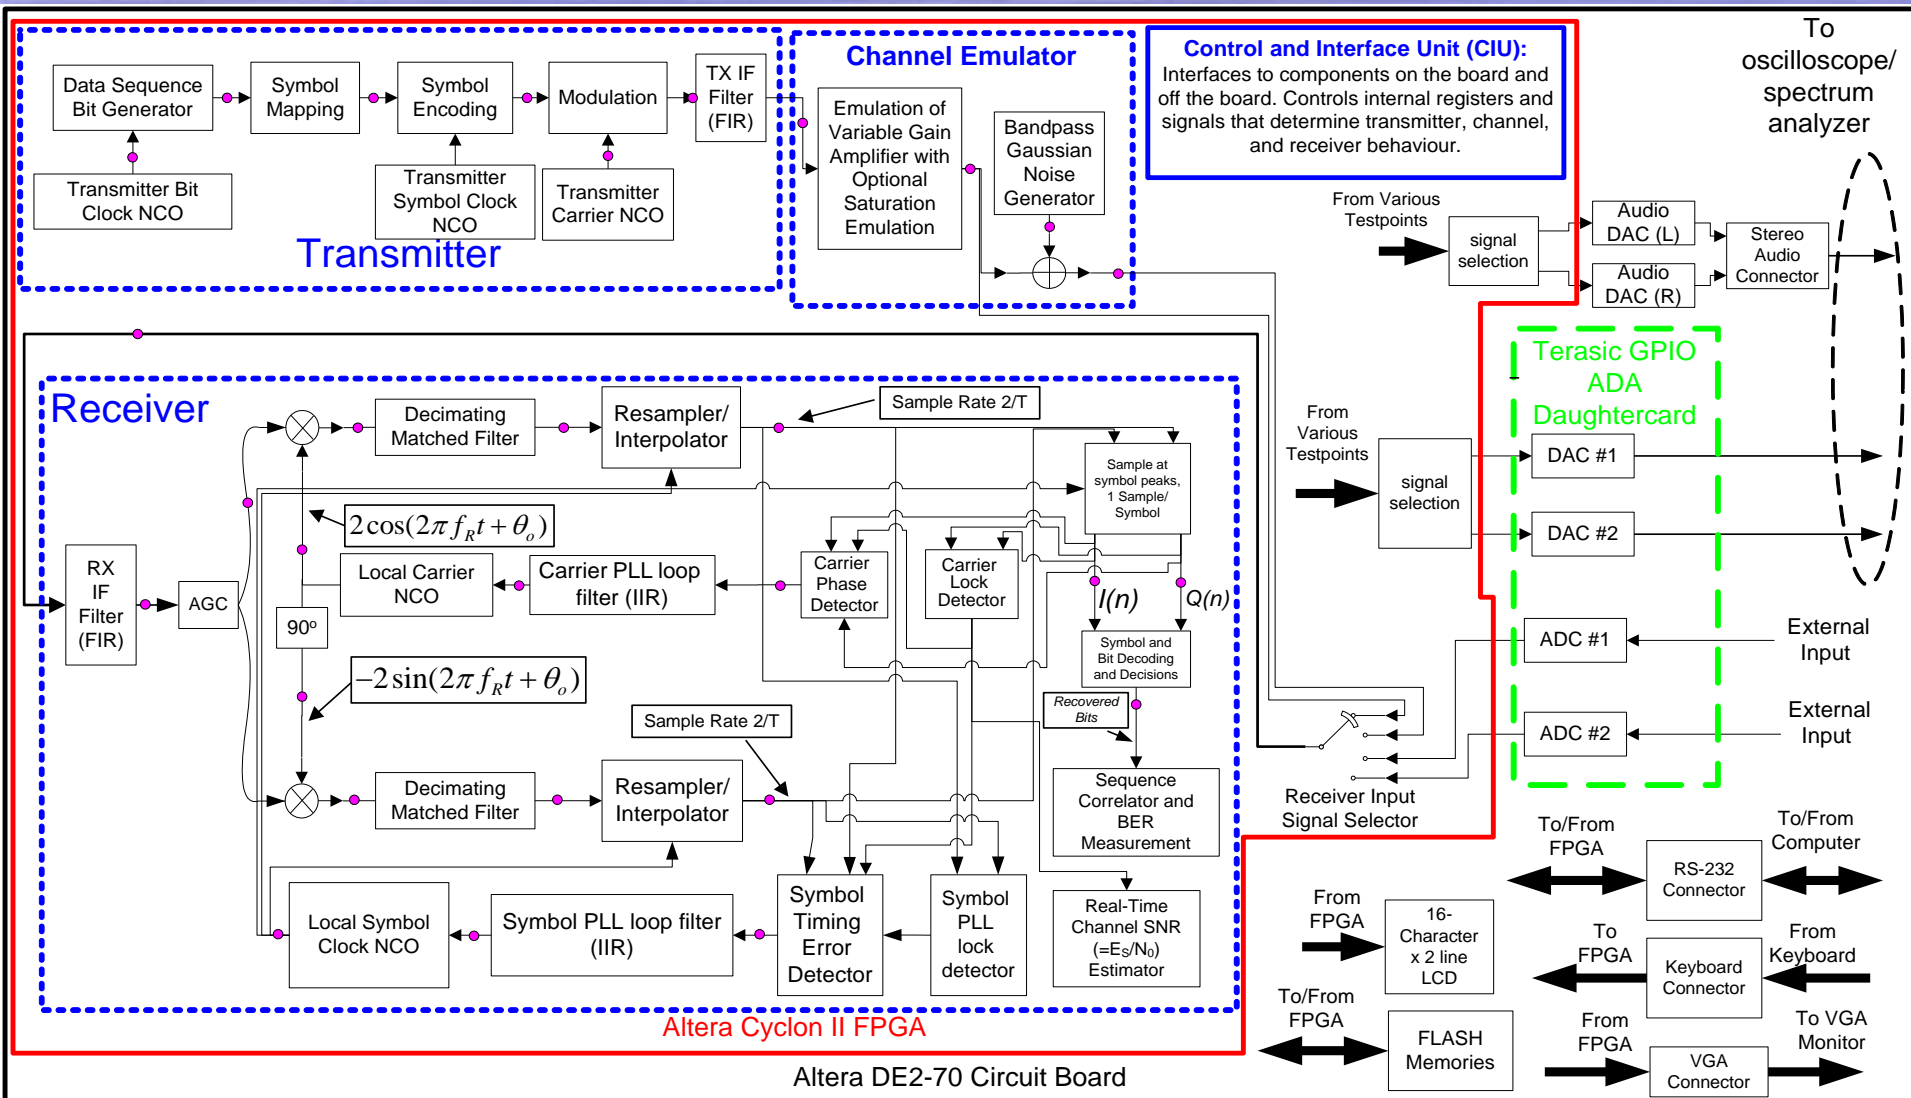 Data Sequence
Bit Generator
Symbol
Mapping
Symbol
Encoding
Modulation
TX IF
Filter
(FIR)
Transmitter Bit
Clock NCO
Transmitter
Symbol Clock
NCO
Transmitter
Carrier NCO
Transmitter
Channel Emulator
Emulation of
Variable Gain
Amplifier with
Optional
Saturation
Emulation
Bandpass
Gaussian
Noise
Generator
Control and Interface Unit (CIU):
Interfaces to components on the board and
off the board. Controls internal registers and
signals that determine transmitter, channel,
and receiver behaviour.
To
oscilloscope/
spectrum
analyzer
From Various
Testpoints
signal
selection
Audio
DAC (L)
Audio
DAC (R)
Stereo
Audio
Connector
Terasic GPIO
ADA
Daughtercard
From
Various
Testpoints
signal
selection
DAC #1
DAC #2
ADC #1
ADC #2
External
Input
External
Input
Receiver Input
Signal Selector
Receiver
Decimating
Matched Filter
Resampler/
Interpolator
Sample Rate 2/T
Sample at
symbol peaks,
1 Sample/
Symbol
2cos(2π f_R t + θ_o)
RX
IF
Filter
(FIR)
AGC
90º
Local Carrier
NCO
Carrier PLL loop
filter (IIR)
Carrier
Phase
Detector
Carrier
Lock
Detector
I(n)
Q(n)
Symbol and
Bit Decoding
and Decisions
−2sin(2π f_R t + θ_o)
Sample Rate 2/T
Recovered
Bits
Decimating
Matched Filter
Resampler/
Interpolator
Sequence
Correlator and
BER
Measurement
Local Symbol
Clock NCO
Symbol PLL loop filter
(IIR)
Symbol
Timing
Error
Detector
Symbol
PLL
lock
detector
Real-Time
Channel SNR
(=E_S/N_0)
Estimator
Altera Cyclon II FPGA
Altera DE2-70 Circuit Board
To/From
FPGA
RS-232
Connector
To/From
Computer
From
FPGA
16-
Character
x 2 line
LCD
To
FPGA
Keyboard
Connector
From
Keyboard
To/From
FPGA
FLASH
Memories
From
FPGA
VGA
Connector
To VGA
Monitor